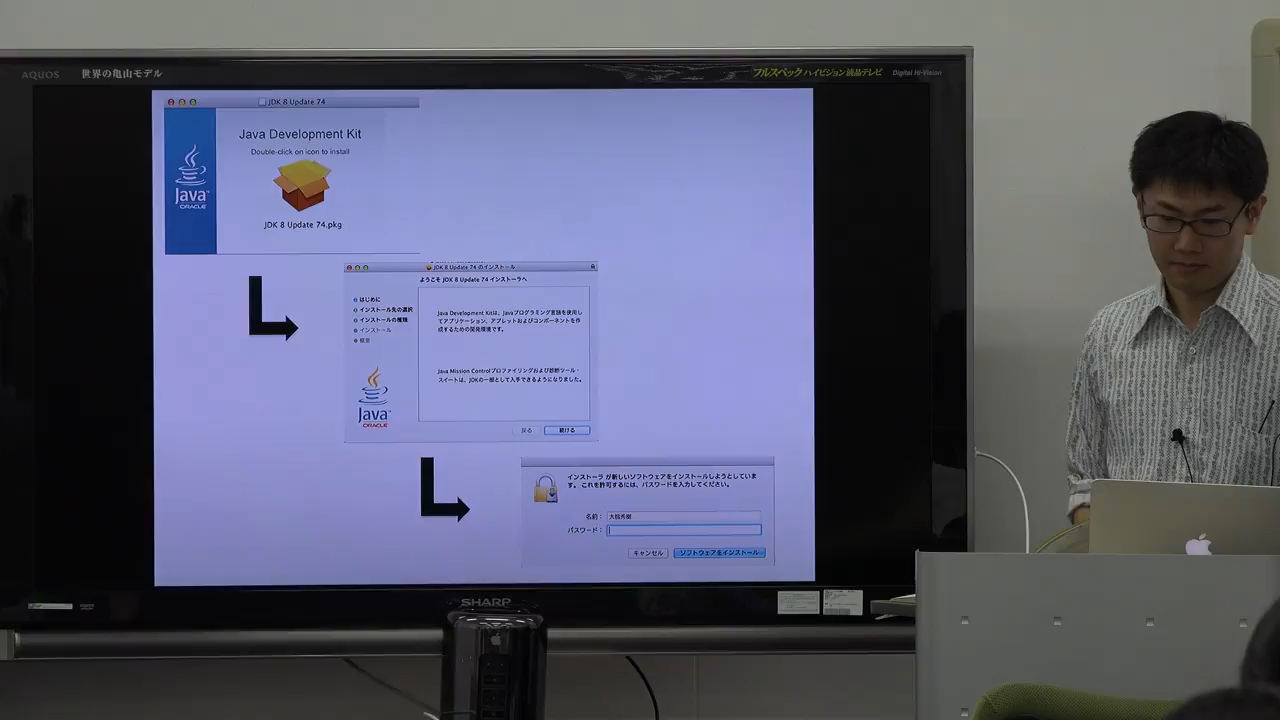 AQUOS 世界の亀山モデル
フルスペックハイビジョン液晶テレビ Digital Hi-Vision
JDK 8 Update 74
Java Development Kit
Double-click on icon to install
Java
ORACLE
JDK 8 Update 74.pkg
JDK 8 Update 74 のインストール
ようこそ JDK 8 Update 74 インストーラへ
はじめに
インストール先の選択
インストールの種類
インストール
概要
Java Development Kitは、Javaプログラミング言語を使用し
てアプリケーション、アプレットおよびコンポーネントを作
成するための開発環境です。
Java Mission Controlプロファイリングおよび診断ツール・
スイートは、JDKの一部として入手できるようになりました。
Java
ORACLE
戻る 続ける
インストーラ が新しいソフトウェアをインストールしようとしていま
す。これを許可するには、パスワードを入力してください。
名前：
パスワード：
キャンセル ソフトウェアをインストール
SHARP